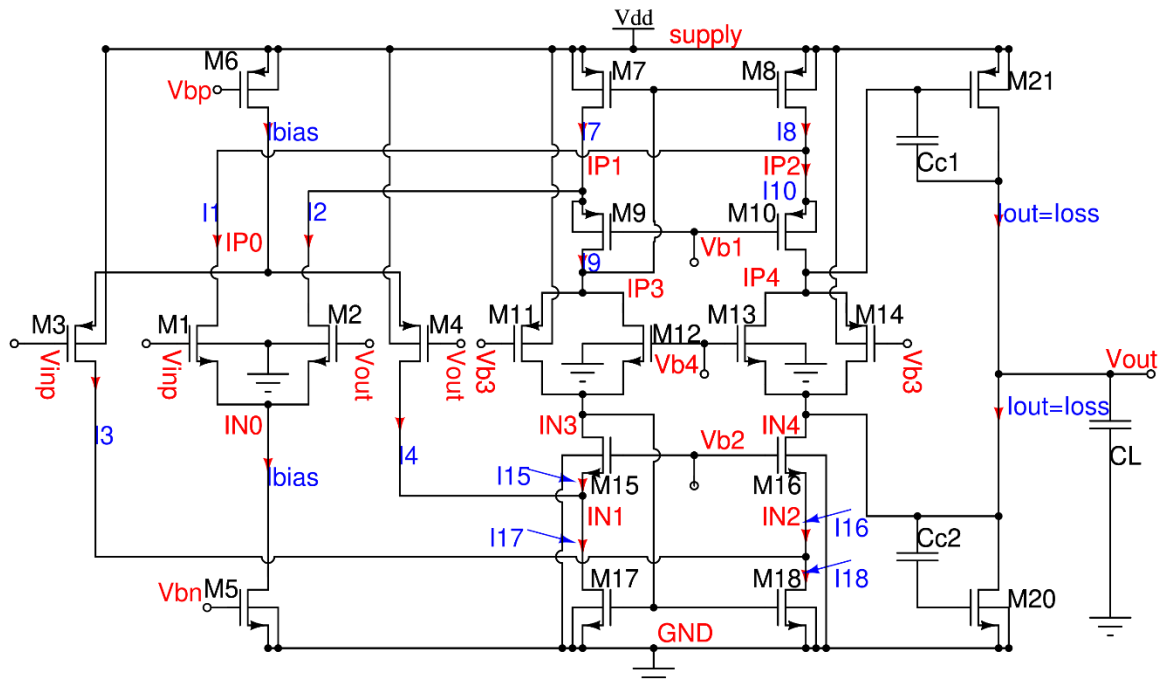 Vdd
supply
M6
M7
M8
M21
Vbp
Ibias
I7
I8
Cc1
IP1
IP2
I10
I1
I2
M9
M10
Iout=Ioss
IP0
Vb1
I9
IP3
IP4
M3
M1
M2
M4
M11
M12
M13
M14
Vinp
Vinp
Vout
Vout
Vb3
Vb4
Vb3
Vout
I3
IN0
I4
IN3
Vb2
IN4
Iout=Ioss
CL
Ibias
I15
M15
M16
IN1
IN2
I16
I17
Cc2
Vbn
M5
M17
M18
I18
M20
GND